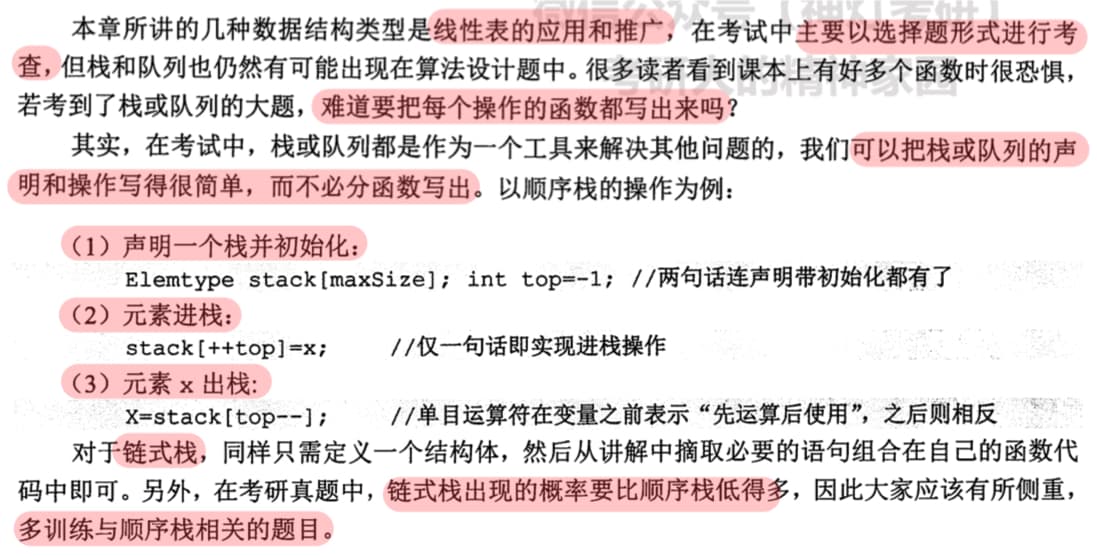 微信公众号【神灯考研】
考研人的精神家园
本章所讲的几种数据结构类型是线性表的应用和推广，在考试中主要以选择题形式进行考
查，但栈和队列也仍然有可能出现在算法设计题中。很多读者看到课本上有好多个函数时很恐惧，
若考到了栈或队列的大题，难道要把每个操作的函数都写出来吗？
其实，在考试中，栈或队列都是作为一个工具来解决其他问题的，我们可以把栈或队列的声
明和操作写得很简单，而不必分函数写出。以顺序栈的操作为例：
（1）声明一个栈并初始化：
Elemtype stack[maxSize]; int top=-1; //两句话连声明带初始化都有了
（2）元素进栈：
stack[++top]=x; //仅一句话即实现进栈操作
（3）元素 x 出栈:
X=stack[top--]; //单目运算符在变量之前表示“先运算后使用”，之后则相反
对于链式栈，同样只需定义一个结构体，然后从讲解中摘取必要的语句组合在自己的函数代
码中即可。另外，在考研真题中，链式栈出现的概率要比顺序栈低得多，因此大家应该有所侧重，
多训练与顺序栈相关的题目。